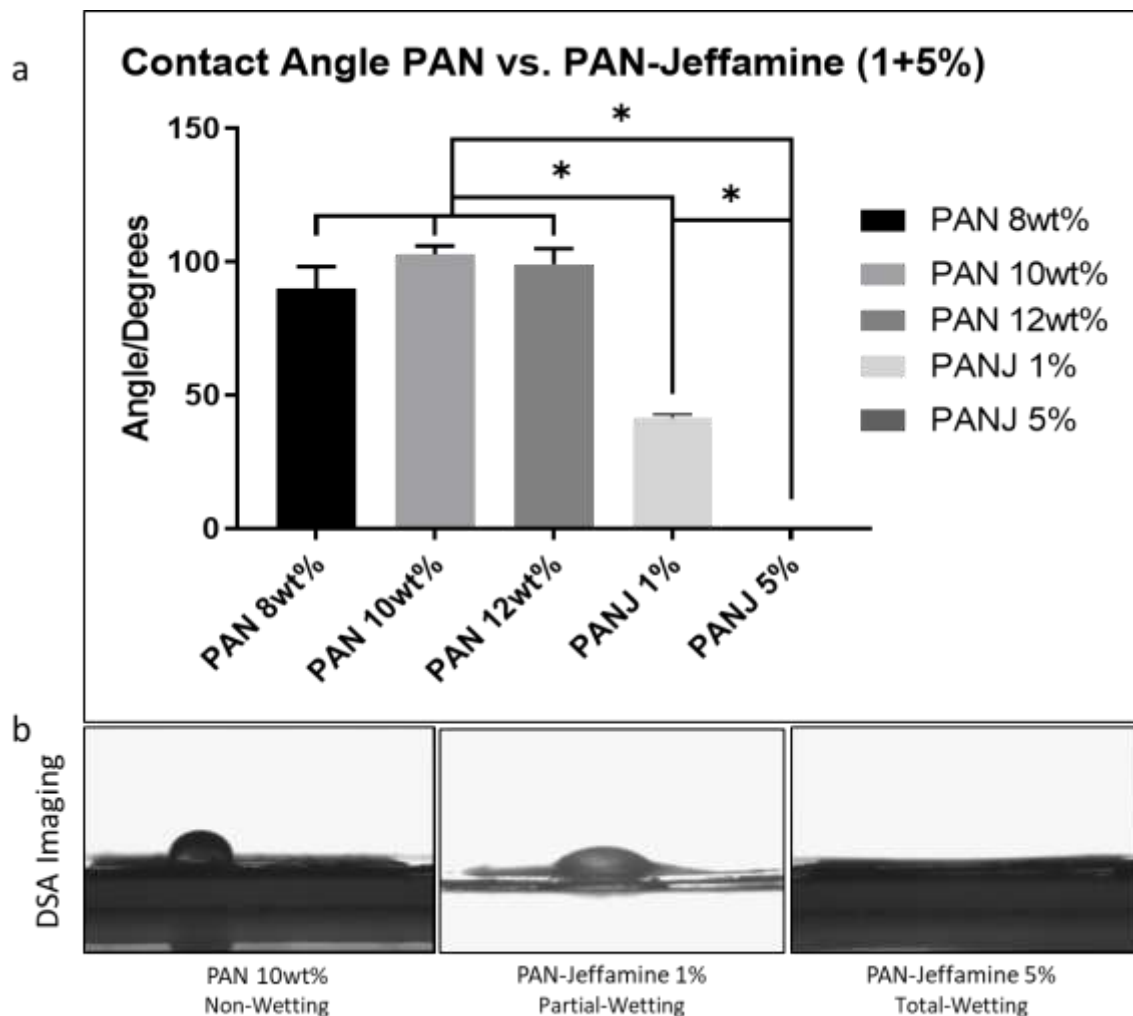 a
Contact Angle PAN vs. PAN-Jeffamine (1+5%)
*
*
*
150
100
50
0
Angle/Degrees
PAN 8wt%
PAN 10wt%
PAN 12wt%
PANJ 1%
PANJ 5%
PAN 8wt%
PAN 10wt%
PAN 12wt%
PANJ 1%
PANJ 5%
b
DSA Imaging
PAN 10wt%
Non-Wetting
PAN-Jeffamine 1%
Partial-Wetting
PAN-Jeffamine 5%
Total-Wetting